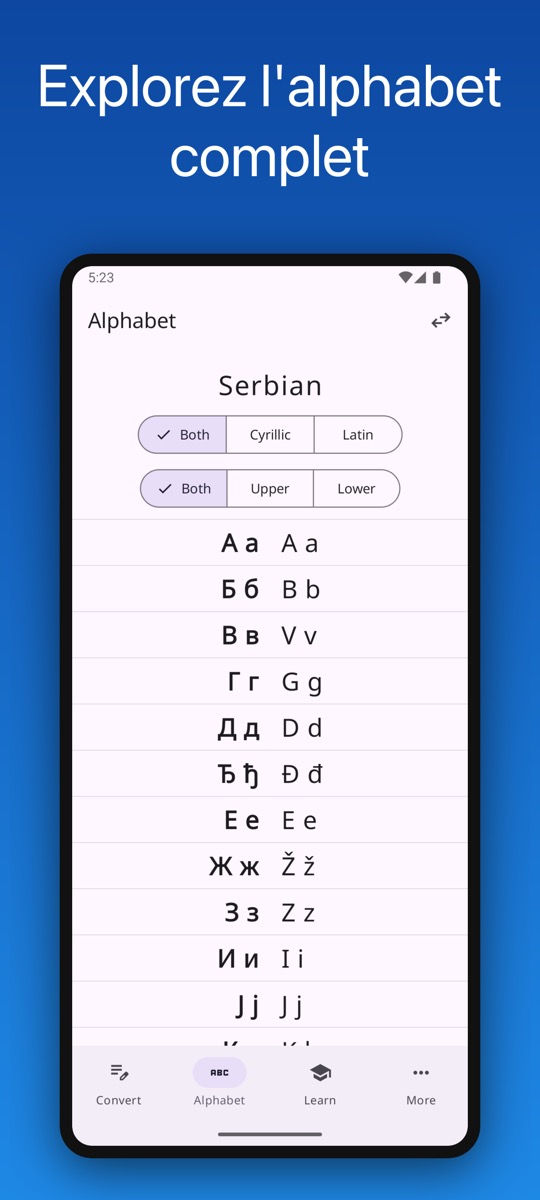 Explorez l'alphabet
complet
5:23
Alphabet
Serbian
Both Cyrillic Latin
Both Upper Lower
А а A a
Б б B b
В в V v
Г г G g
Д д D d
Ђ ђ Đ đ
Е е E e
Ж ж Ž ž
З з Z z
И и I i
Ј ј J j
ABC
Convert Alphabet Learn More